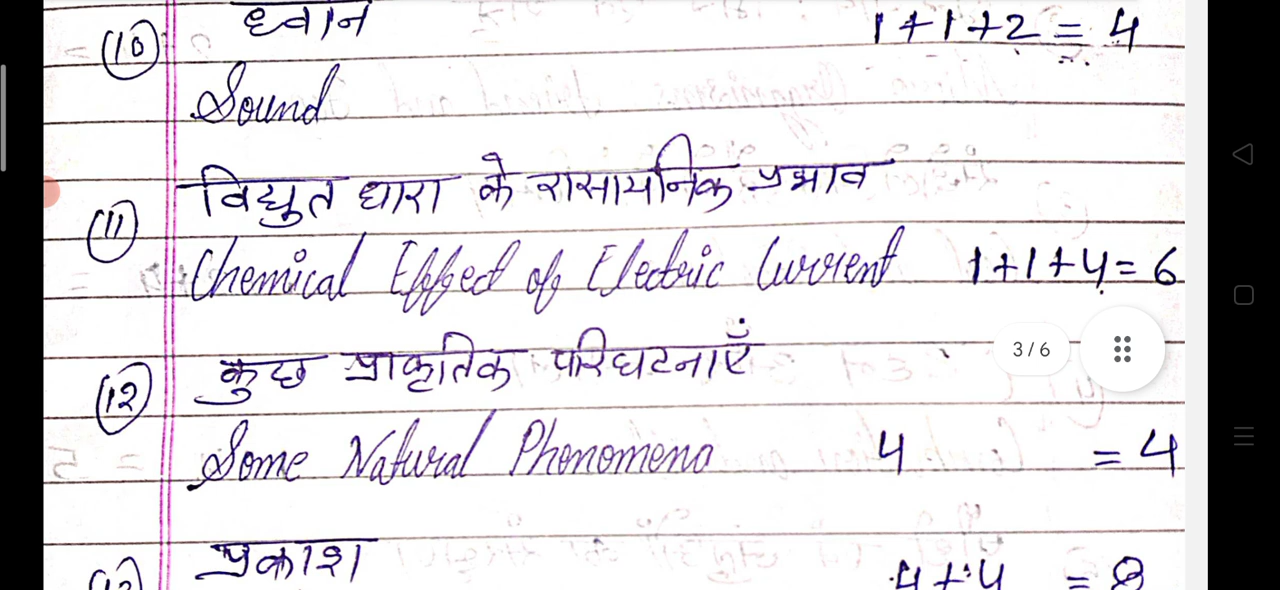 ध्वनि
(10) 1+1+2 = 4
Sound
विद्युत धारा के रासायनिक प्रभाव
(11)
Chemical Effect of Electric Current 1+1+4 = 6
3/6
कुछ प्राकृतिक परिघटनाएँ
(12)
Some Natural Phenomena 4 = 4
प्रकाश
4+4 = 8